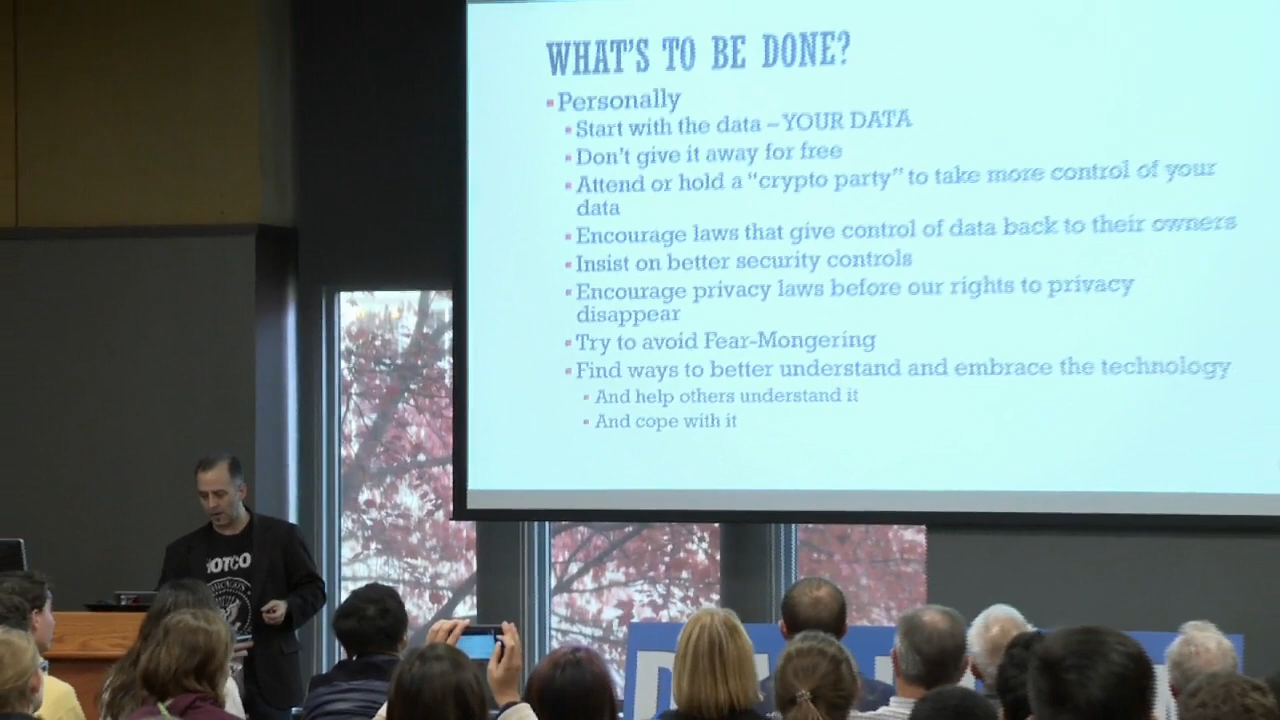 WHAT'S TO BE DONE?
Personally
Start with the data – YOUR DATA
Don't give it away for free
Attend or hold a “crypto party” to take more control of your
data
Encourage laws that give control of data back to their owners
Insist on better security controls
Encourage privacy laws before our rights to privacy
disappear
Try to avoid Fear-Mongering
Find ways to better understand and embrace the technology
And help others understand it
And cope with it